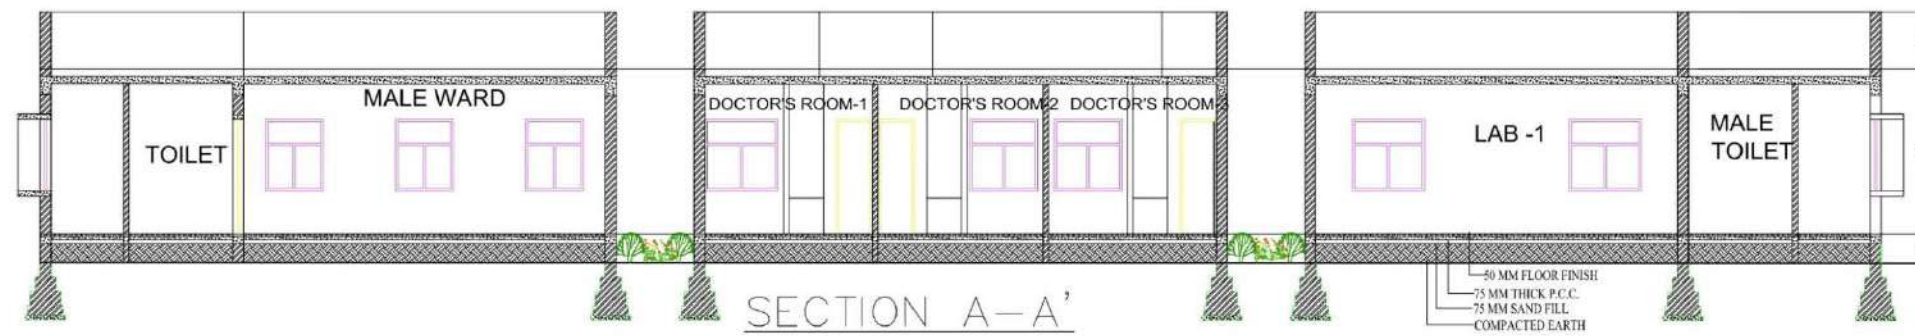 MALE WARD
TOILET
DOCTOR'S ROOM-1
DOCTOR'S ROOM-2
DOCTOR'S ROOM-3
LAB -1
MALE
TOILET
50 MM FLOOR FINISH
75 MM THICK P.C.C.
75 MM SAND FILL
COMPACTED EARTH
SECTION A-A'